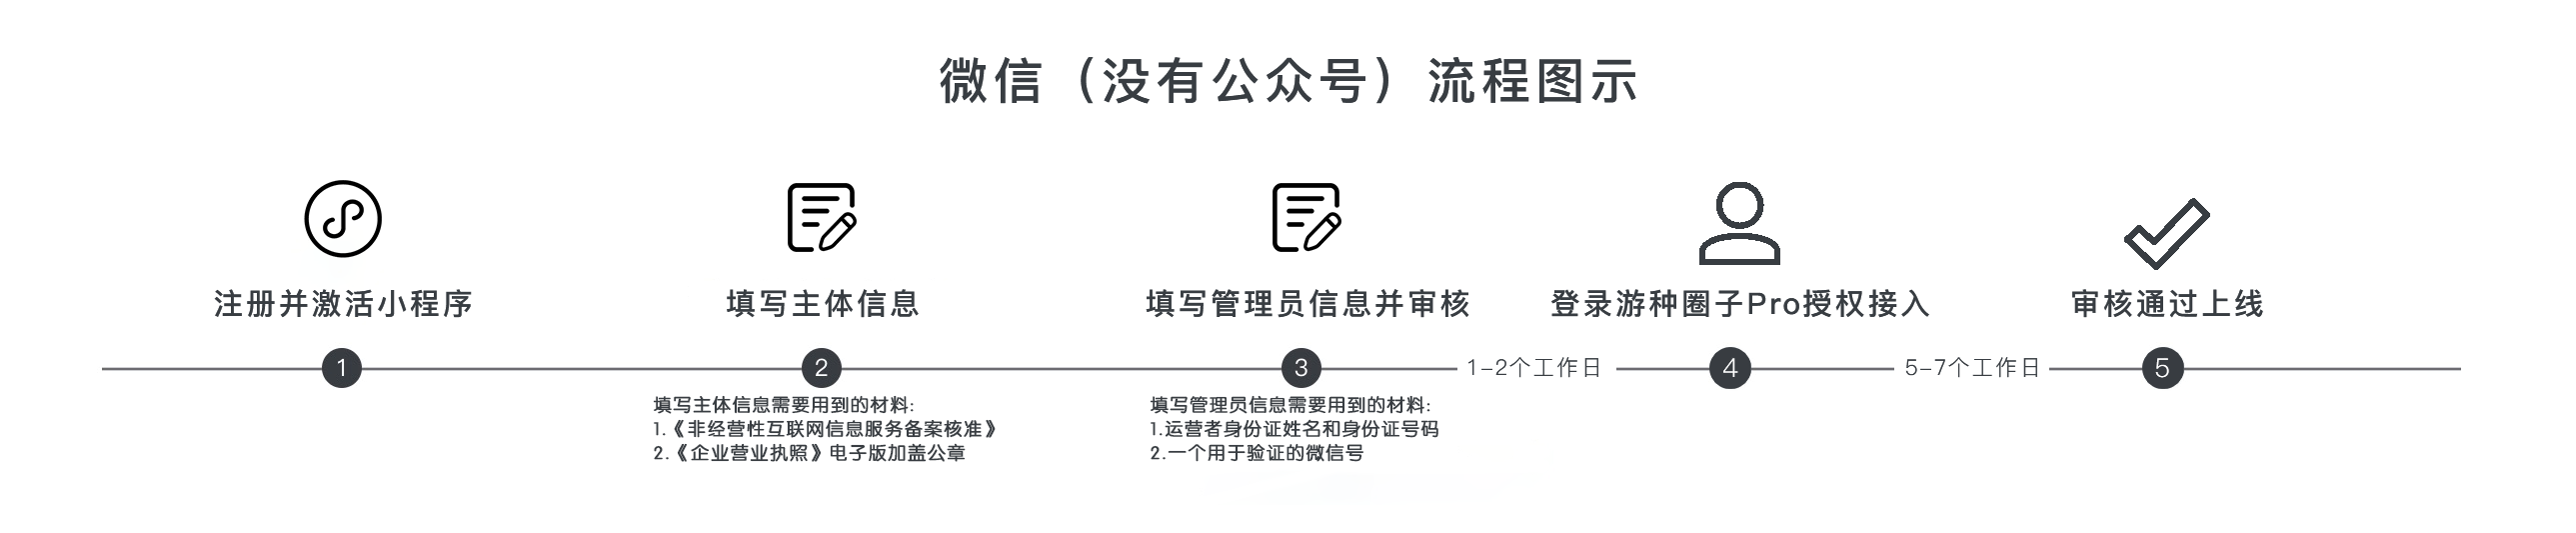 微信（没有公众号）流程图示
注册并激活小程序
填写主体信息
填写管理员信息并审核
登录游种圈子Pro授权接入
审核通过上线
1
2
3
1-2个工作日
4
5-7个工作日
5
填写主体信息需要用到的材料:
1.《非经营性互联网信息服务备案核准》
2.《企业营业执照》电子版加盖公章
填写管理员信息需要用到的材料:
1.运营者身份证姓名和身份证号码
2.一个用于验证的微信号